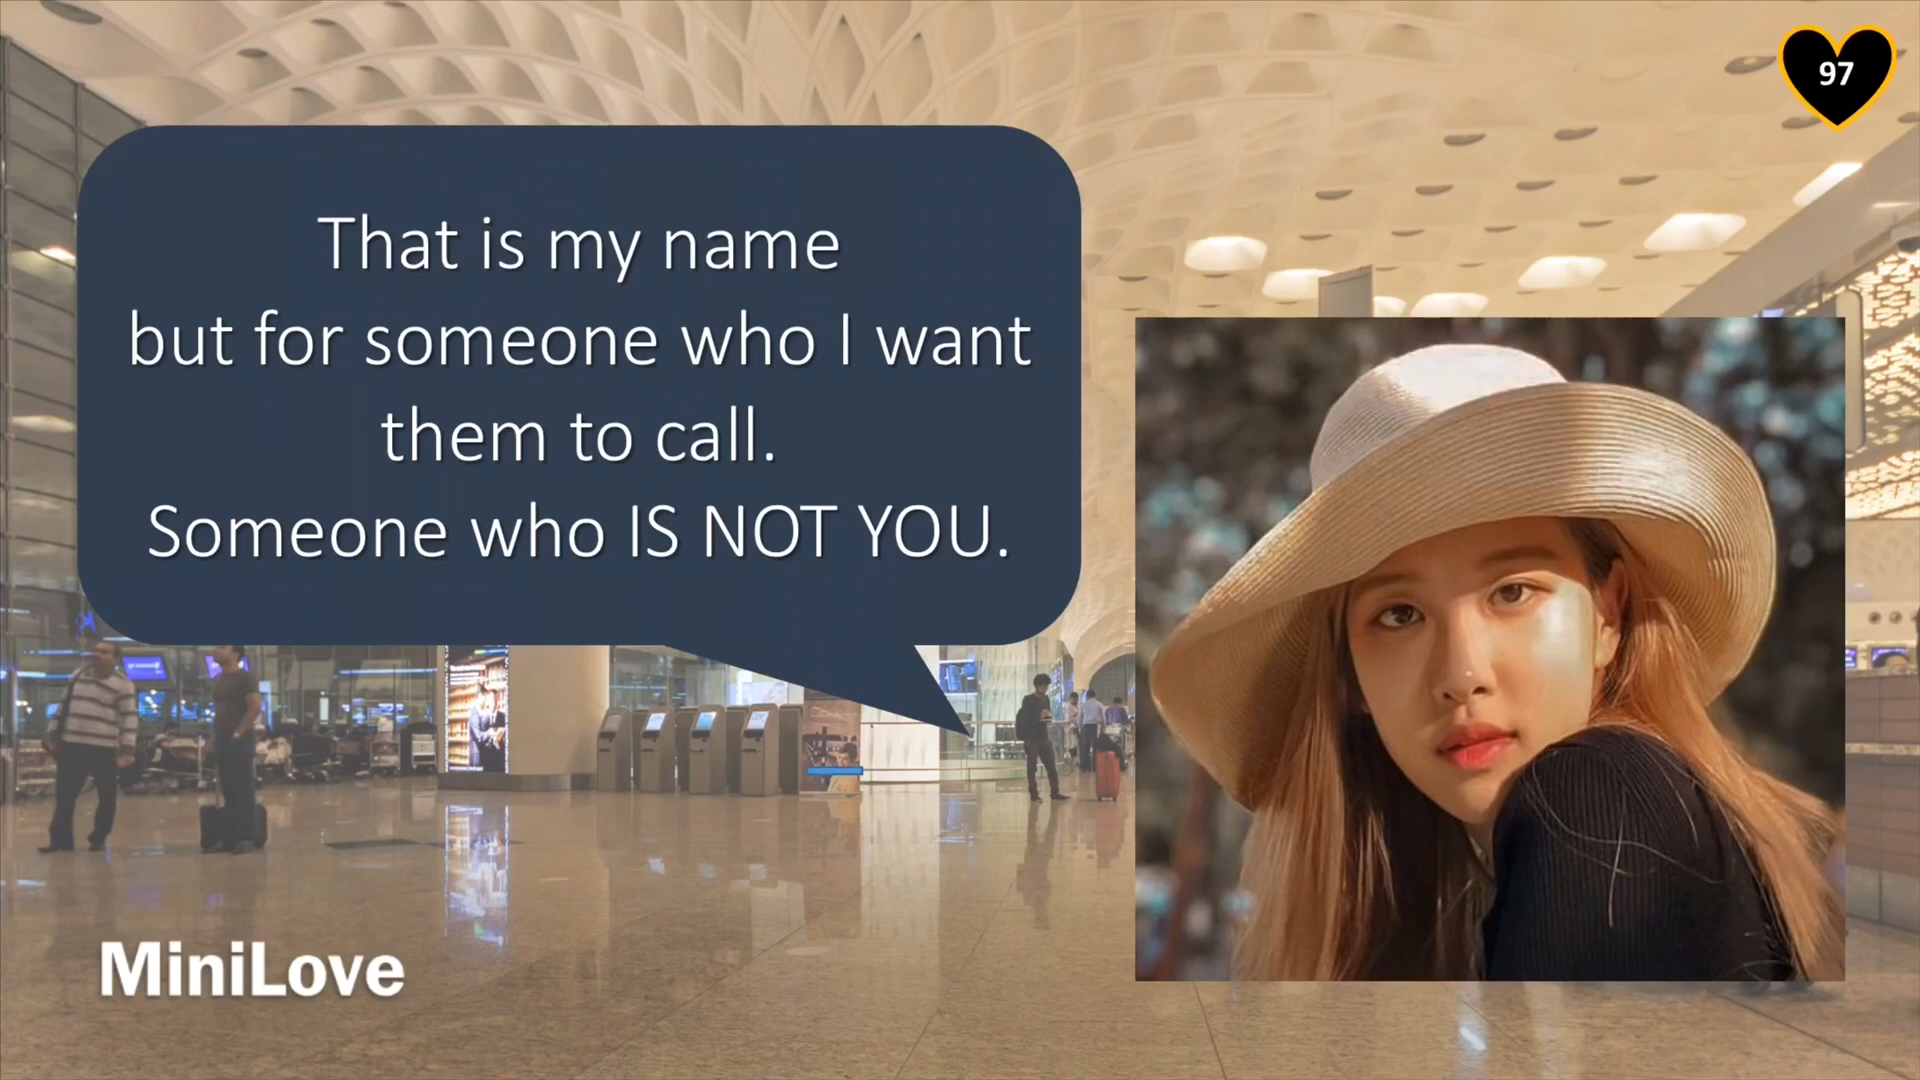 97
That is my name
but for someone who I want
them to call.
Someone who IS NOT YOU.
MiniLove